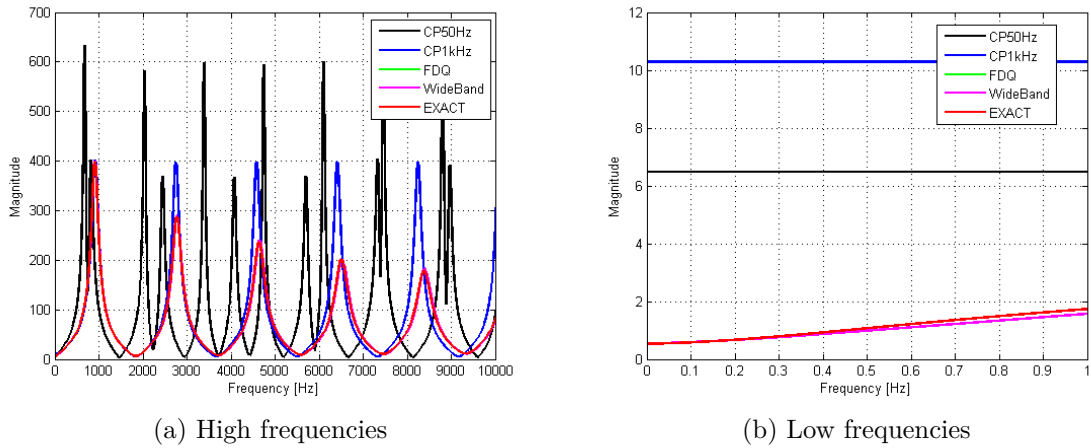 700
600
500
400
300
200
100
0
Magnitude
0 1000 2000 3000 4000 5000 6000 7000 8000 9000 10000
Frequency [Hz]
CP50Hz
CP1kHz
FDQ
WideBand
EXACT
(a) High frequencies
12
10
8
6
4
2
0
Magnitude
0 0.1 0.2 0.3 0.4 0.5 0.6 0.7 0.8 0.9 1
Frequency [Hz]
CP50Hz
CP1kHz
FDQ
WideBand
EXACT
(b) Low frequencies